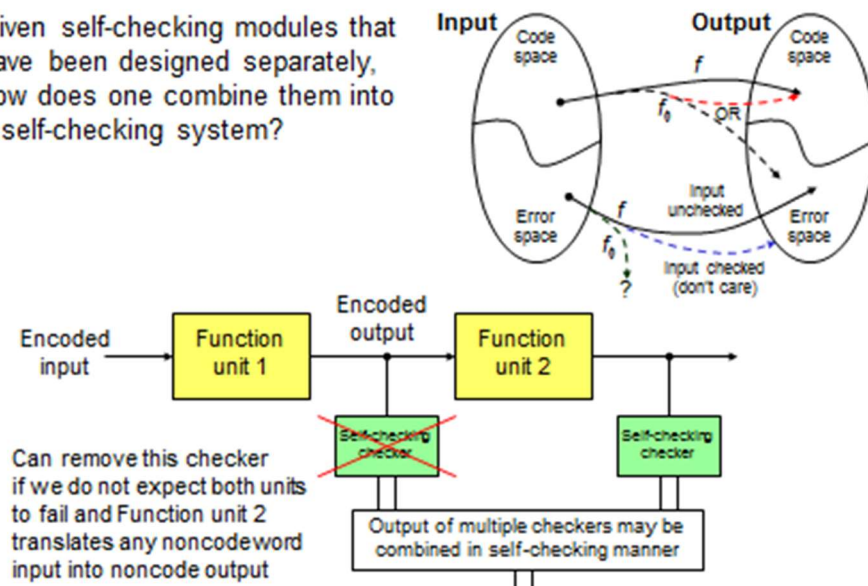 iven self-checking modules that
ave been designed separately,
ow does one combine them into
self-checking system?
Input
Output
Code
space
Code
space
f
f0
OR
Input
unchecked
Error
space
Error
space
f
f0
Input checked
(don't care)
?
Encoded
input
Function
unit 1
Encoded
output
Function
unit 2
Self-checking
checker
Self-checking
checker
Can remove this checker
if we do not expect both units
to fail and Function unit 2
translates any noncodeword
input into noncode output
Output of multiple checkers may be
combined in self-checking manner